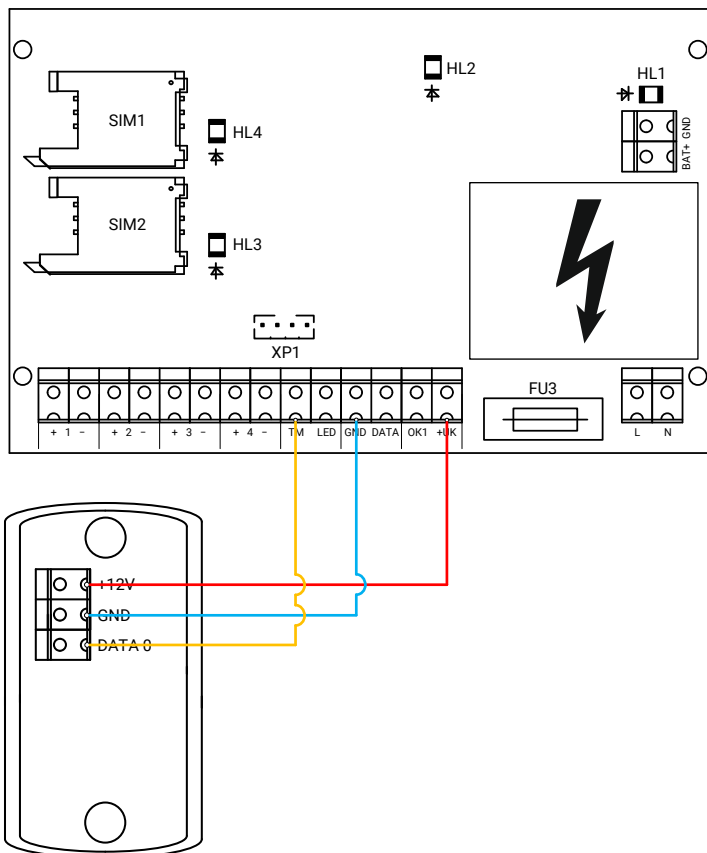 HL2
HL1
SIM1
HL4
BAT+ GND
SIM2
HL3
XP1
FU3
+ 1 − + 2 − + 3 − + 4 − TM LED GND DATA OK1 +UK L N
+12V
GND
DATA 0